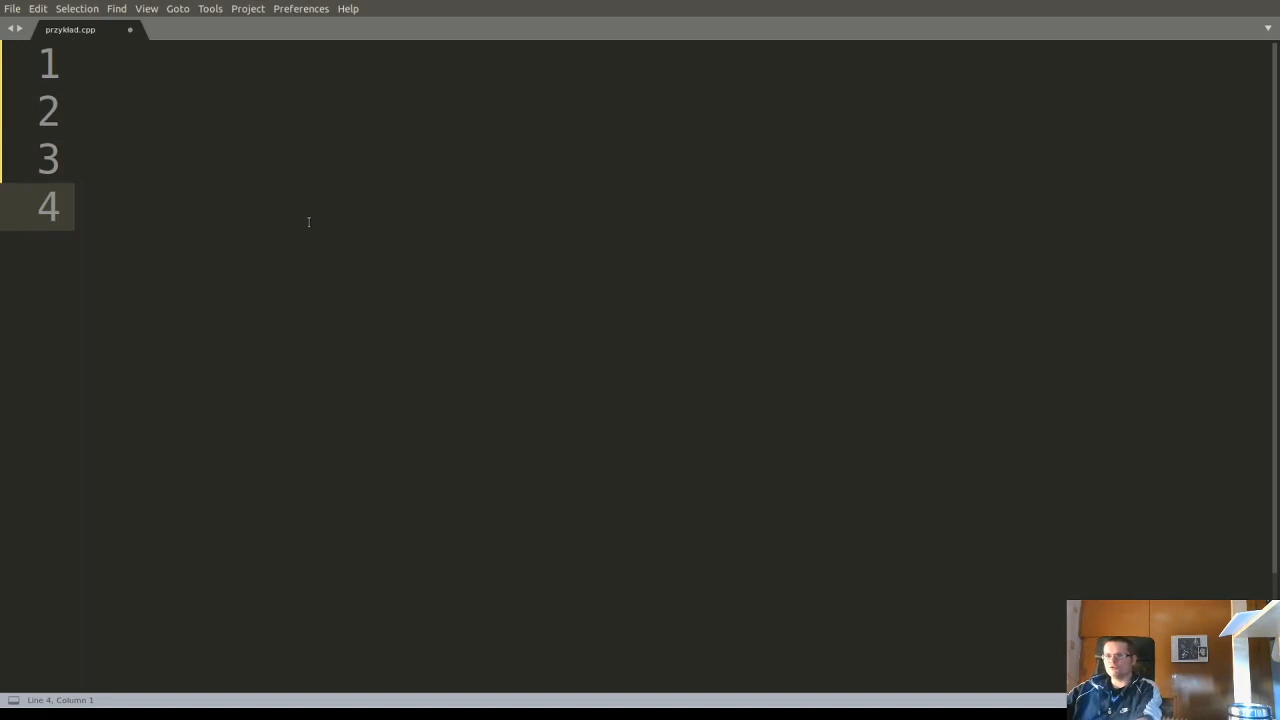 File Edit Selection Find View Goto Tools Project Preferences Help
przykład.cpp
1
2
3
4
Line 4, Column 1